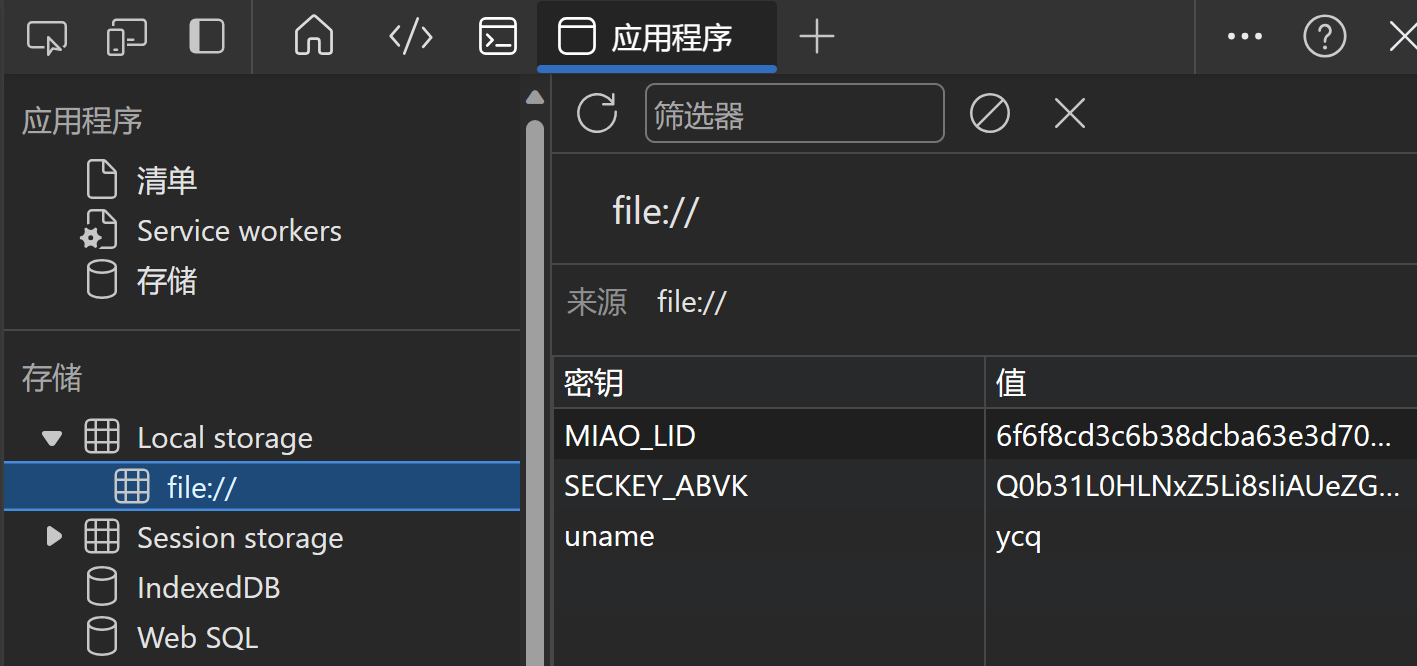 应用程序
筛选器
应用程序
清单
Service workers
存储
file://
来源 file://
存储
Local storage
file://
Session storage
IndexedDB
Web SQL
密钥 值
MIAO_LID 6f6f8cd3c6b38dcba63e3d70...
SECKEY_ABVK Q0b31L0HLNxZ5Li8sIiAUeZG...
uname ycq